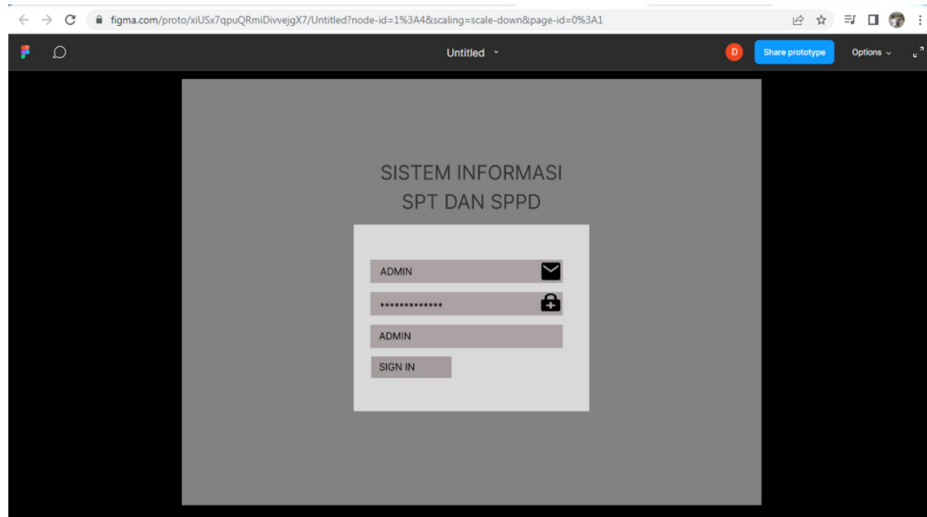 figma.com/proto/xiUSx7qpuQRmiDivvejgX7/Untitled?node-id=1%3A4&scaling=scale-down&page-id=0%3A1
Untitled
D
Share prototype
Options
SISTEM INFORMASI
SPT DAN SPPD
ADMIN
*************
ADMIN
SIGN IN